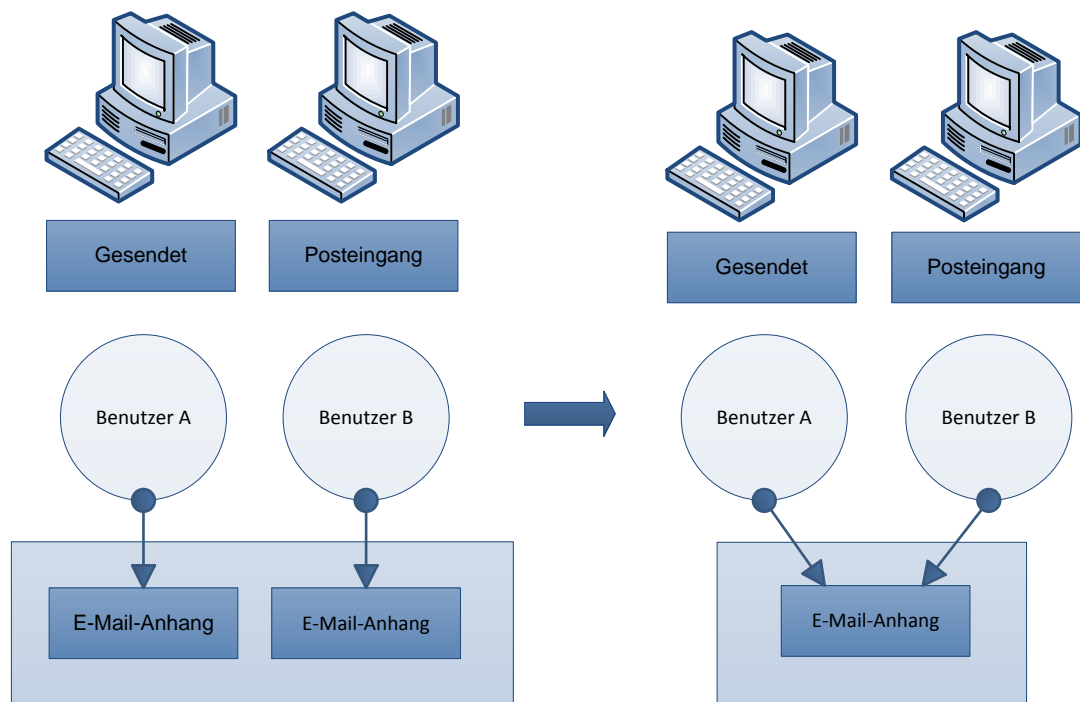 Gesendet
Posteingang
Gesendet
Posteingang
Benutzer A
Benutzer B
Benutzer A
Benutzer B
E-Mail-Anhang
E-Mail-Anhang
E-Mail-Anhang